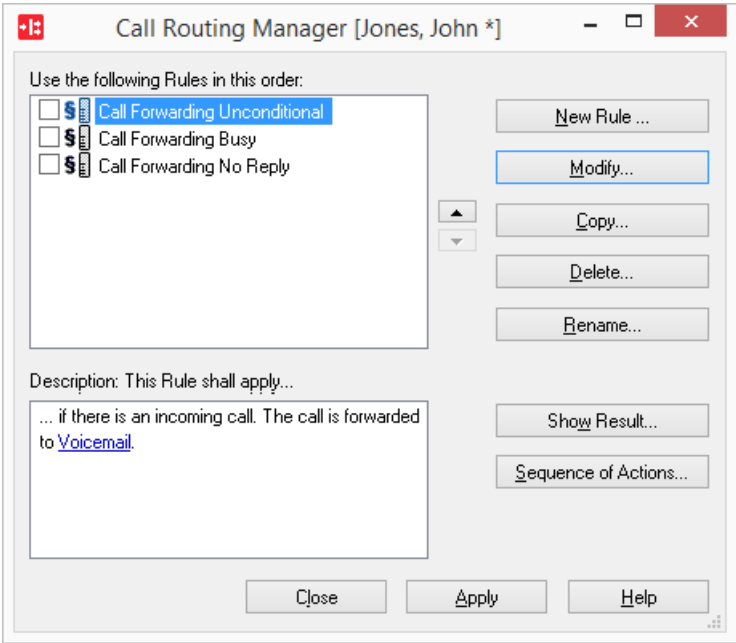 Call Routing Manager [Jones, John *]
Use the following Rules in this order:
§ Call Forwarding Unconditional
§ Call Forwarding Busy
§ Call Forwarding No Reply
New Rule ...
Modify...
Copy...
Delete...
Rename...
Description: This Rule shall apply...
... if there is an incoming call. The call is forwarded
to Voicemail.
Show Result...
Sequence of Actions...
Close
Apply
Help